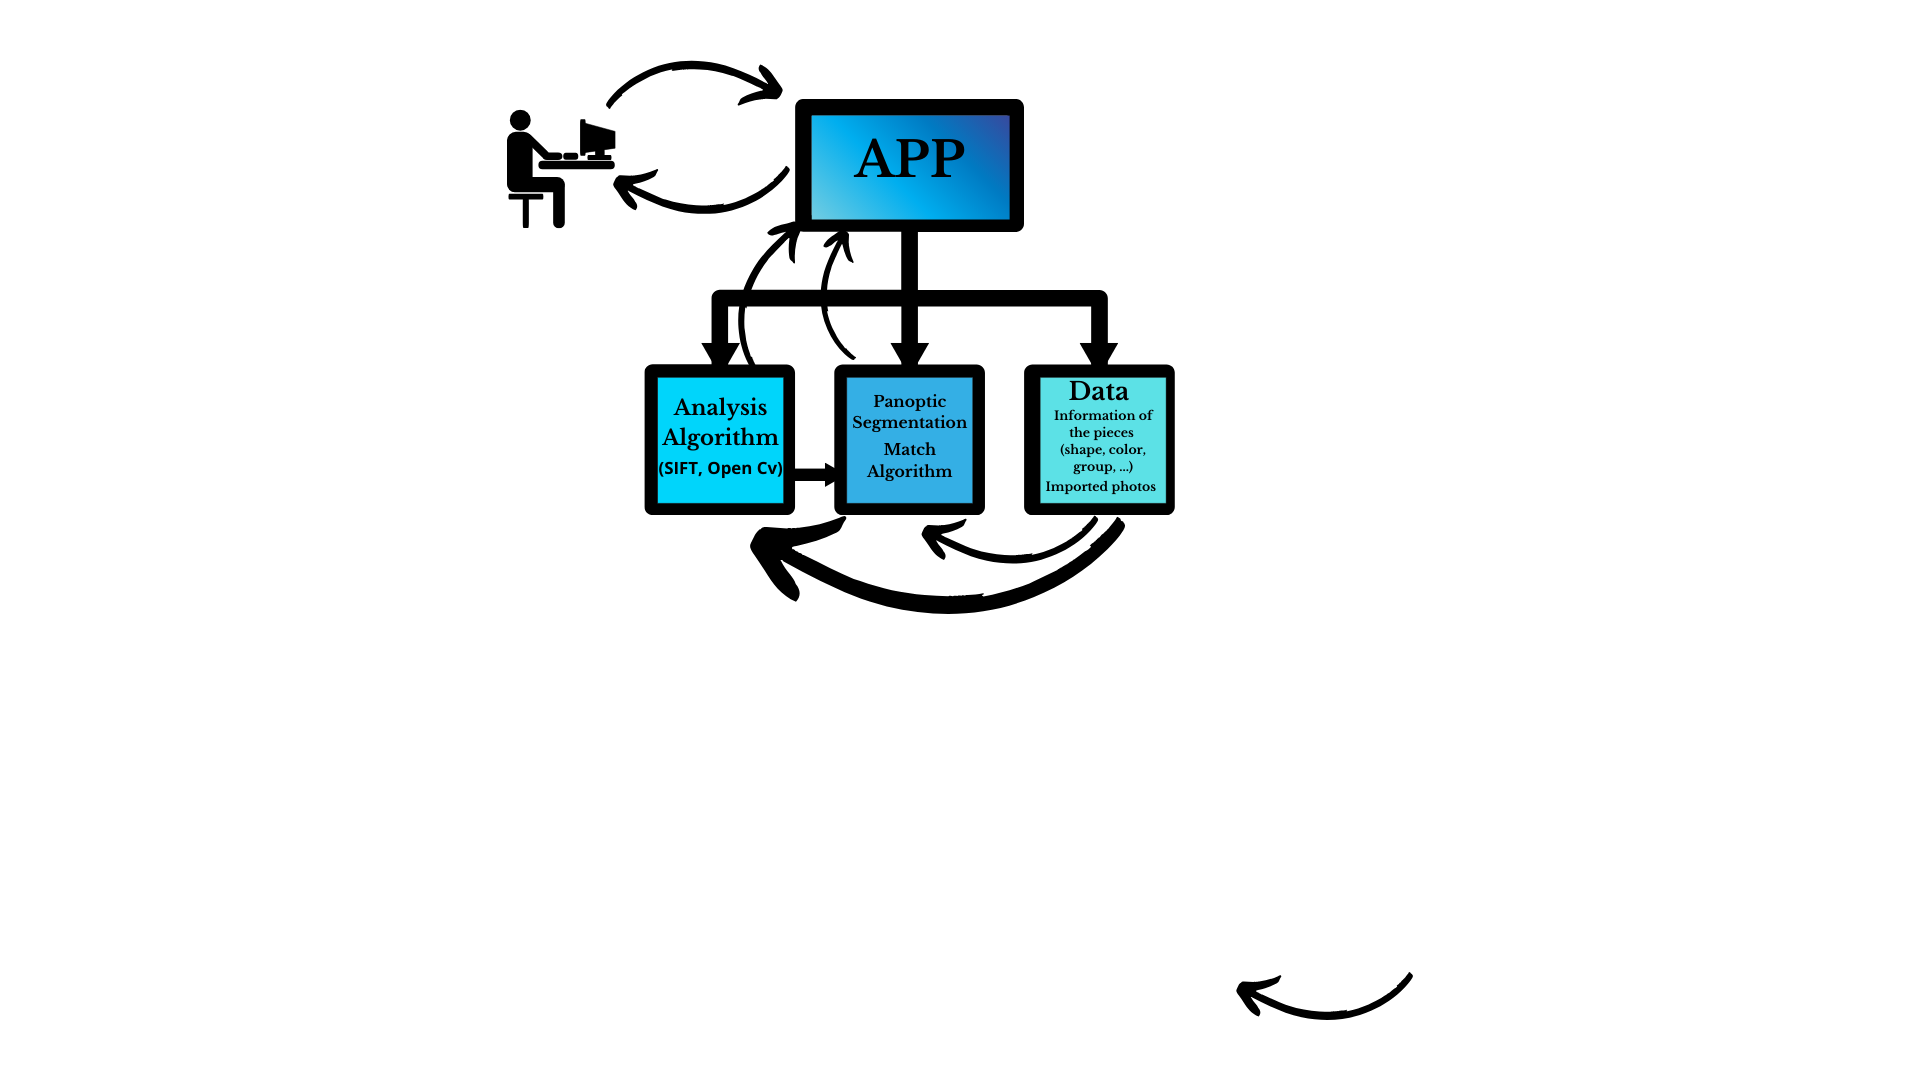 APP
Analysis
Algorithm
(SIFT, Open Cv)
Panoptic
Segmentation
Match
Algorithm
Data
Information of
the pieces
(shape, color,
group, ...)
Imported photos